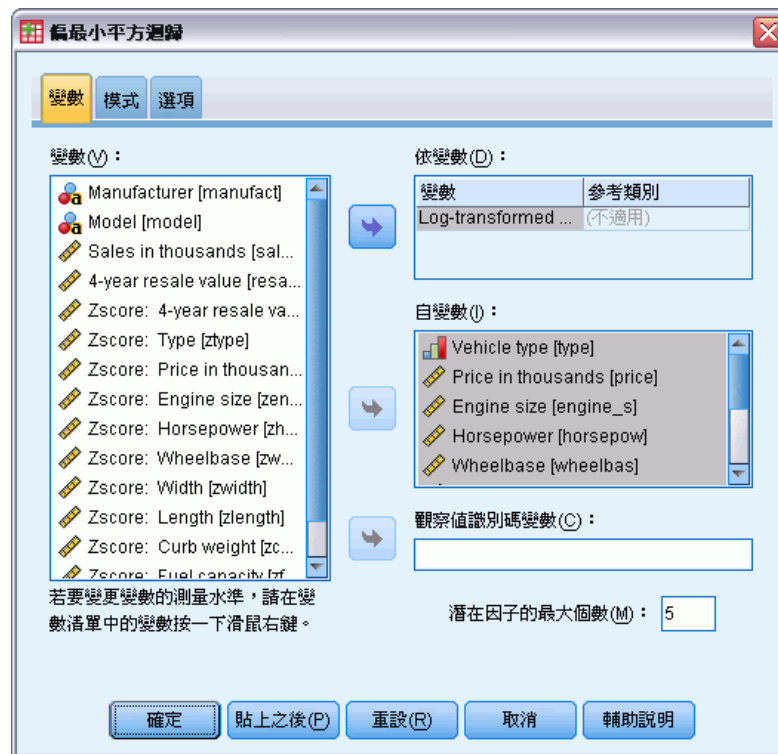 偏最小平方迴歸
變數 模式 選項
變數(V)：
Manufacturer [manufact]
Model [model]
Sales in thousands [sal...
4-year resale value [resa...
Zscore: 4-year resale va...
Zscore: Type [ztype]
Zscore: Price in thousan...
Zscore: Engine size [zen...
Zscore: Horsepower [zh...
Zscore: Wheelbase [zw...
Zscore: Width [zwidth]
Zscore: Length [zlength]
Zscore: Curb weight [zc...
Zscore: Fuel capacity [zf...
若要變更變數的測量水準，請在變
數清單中的變數按一下滑鼠右鍵。
依變數(D)：
變數 參考類別
Log-transformed ... (不適用)
自變數(I)：
Vehicle type [type]
Price in thousands [price]
Engine size [engine_s]
Horsepower [horsepow]
Wheelbase [wheelbas]
觀察值識別碼變數(C)：
潛在因子的最大個數(M)： 5
確定 貼上之後(P) 重設(R) 取消 輔助說明